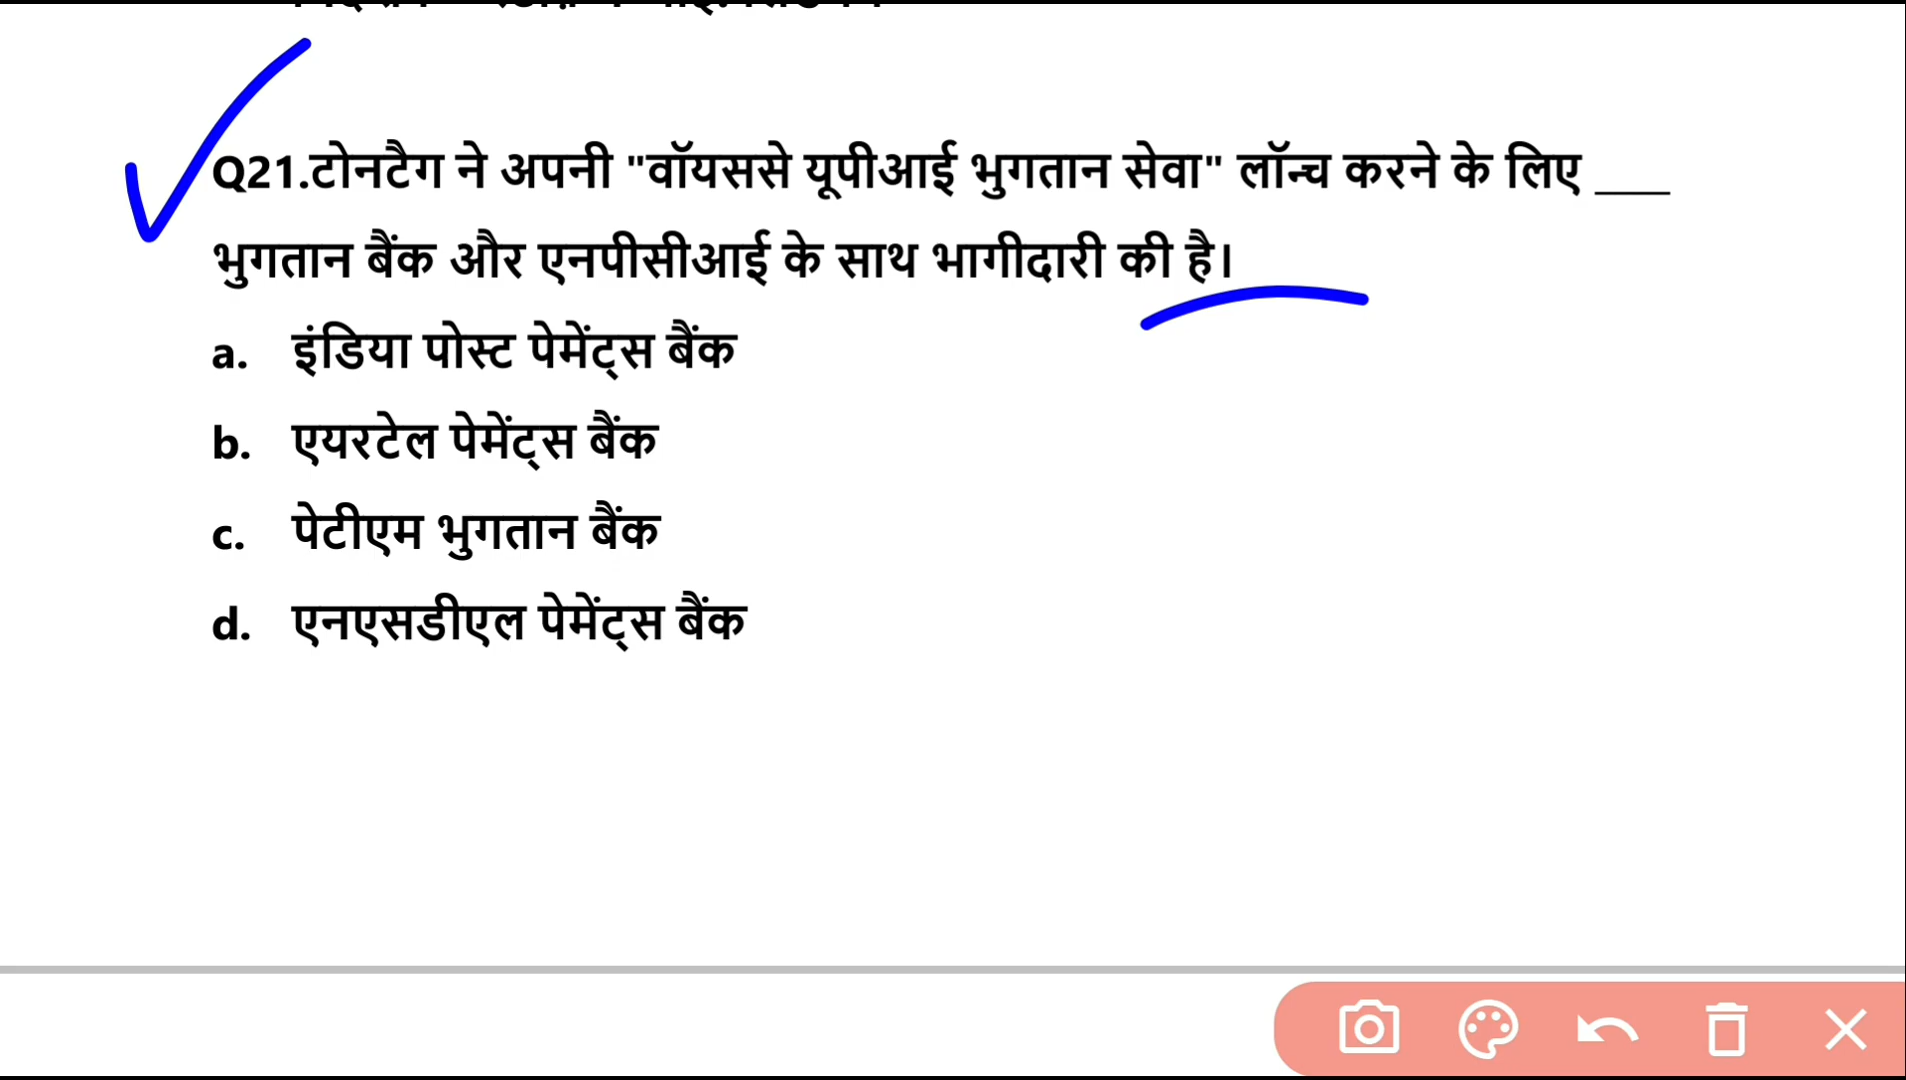 Q21.टोनटैग ने अपनी "वॉयससे यूपीआई भुगतान सेवा" लॉन्च करने के लिए ___
भुगतान बैंक और एनपीसीआई के साथ भागीदारी की है।
a. इंडिया पोस्ट पेमेंट्स बैंक
b. एयरटेल पेमेंट्स बैंक
c. पेटीएम भुगतान बैंक
d. एनएसडीएल पेमेंट्स बैंक